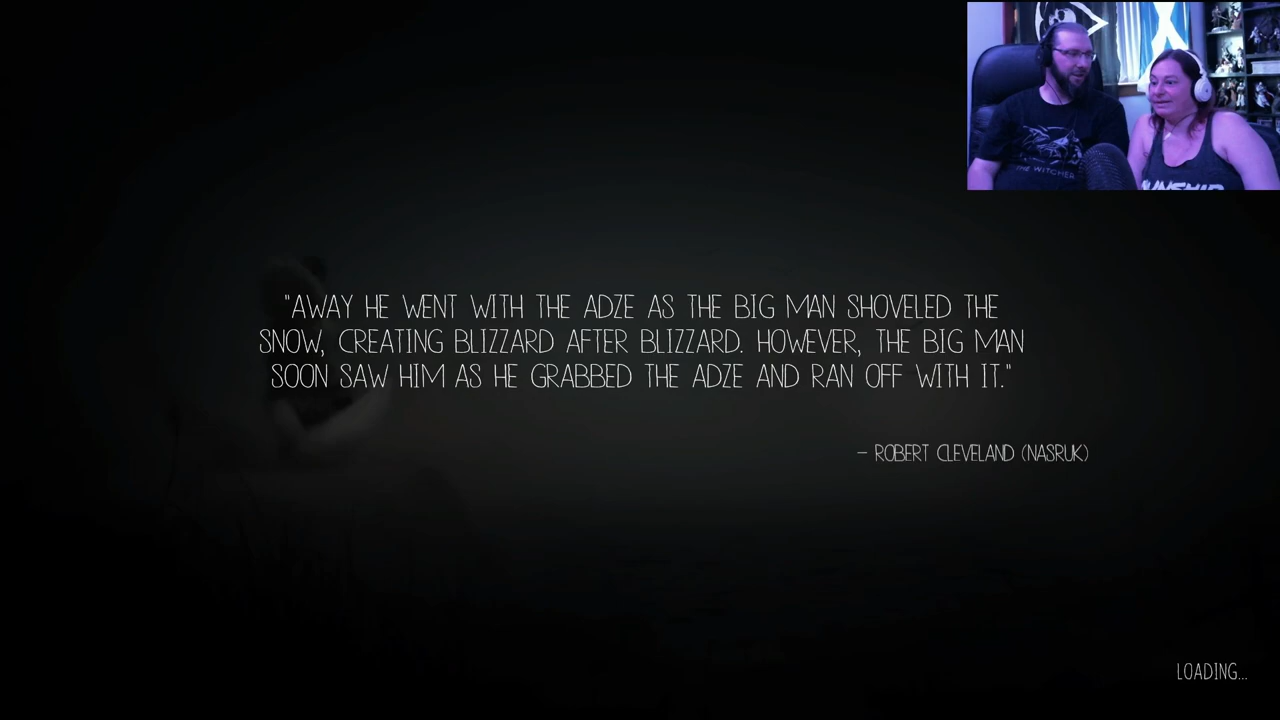 THE WITCHER
"AWAY HE WENT WITH THE ADZE AS THE BIG MAN SHOVELED THE
SNOW, CREATING BLIZZARD AFTER BLIZZARD. HOWEVER, THE BIG MAN
SOON SAW HIM AS HE GRABBED THE ADZE AND RAN OFF WITH IT."
– ROBERT CLEVELAND (NASRUK)
LOADING...